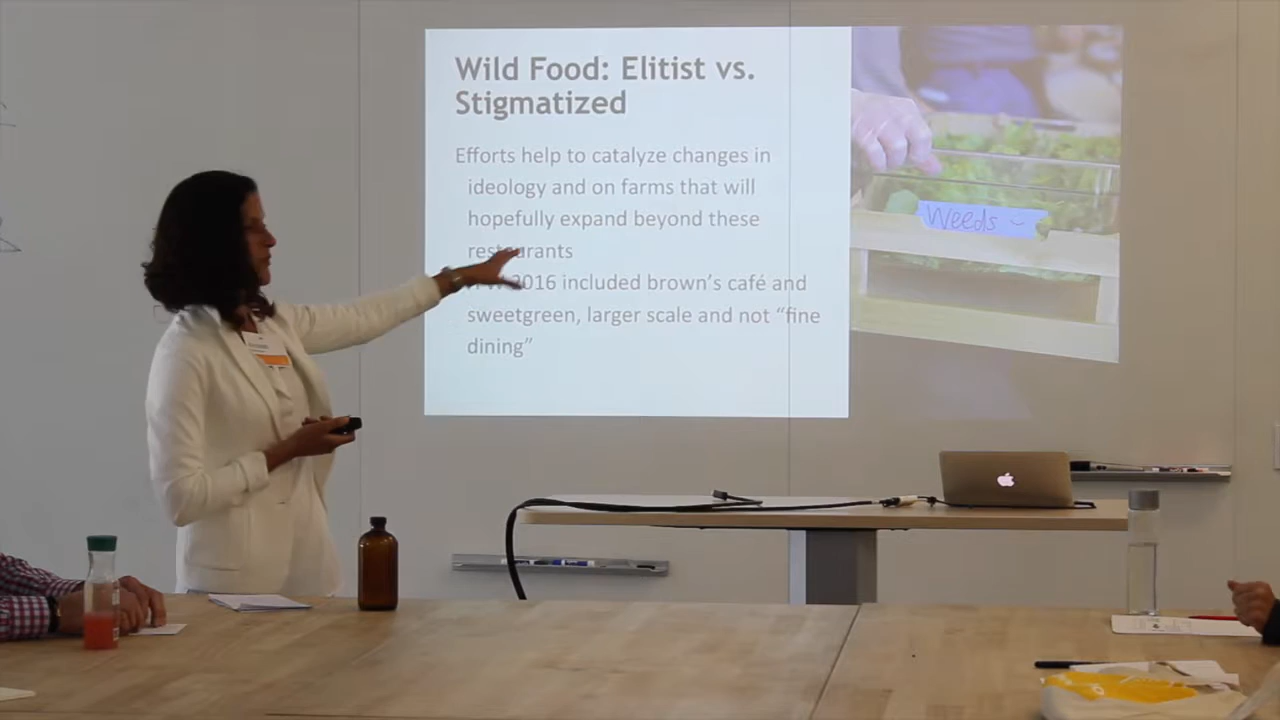 Wild Food: Elitist vs.
Stigmatized
Efforts help to catalyze changes in
ideology and on farms that will
hopefully expand beyond these
restaurants
2016 included brown's café and
sweetgreen, larger scale and not “fine
dining”
Weeds